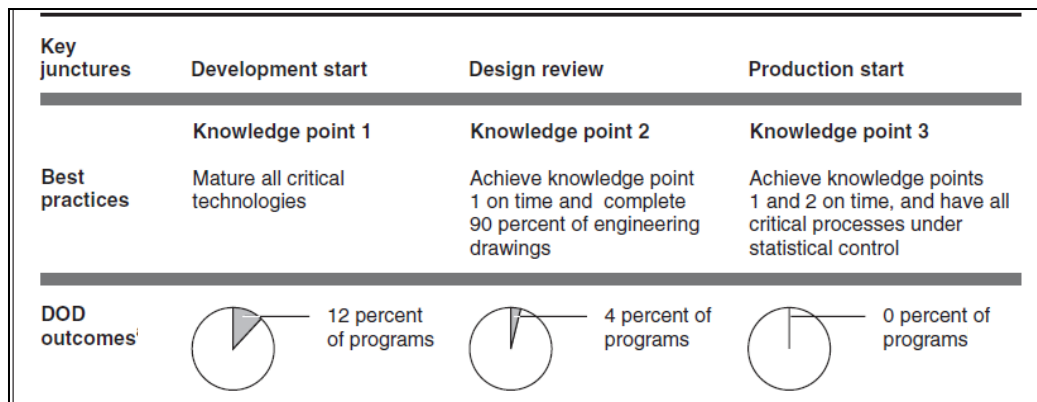 Key
junctures
Development start
Design review
Production start
Knowledge point 1
Knowledge point 2
Knowledge point 3
Best
practices
Mature all critical
technologies
Achieve knowledge point
1 on time and complete
90 percent of engineering
drawings
Achieve knowledge points
1 and 2 on time, and have all
critical processes under
statistical control
DOD
outcomes
12 percent
of programs
4 percent of
programs
0 percent of
programs